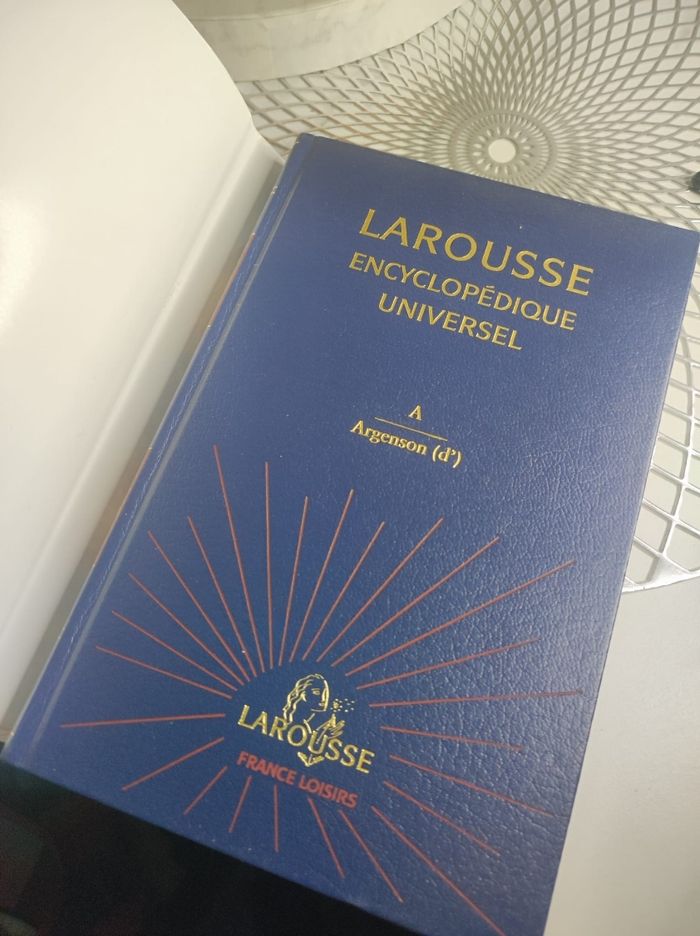 LAROUSSE
ENCYCLOPÉDIQUE
UNIVERSEL
A
Argenson (d')
LAROUSSE
FRANCE LOISIRS